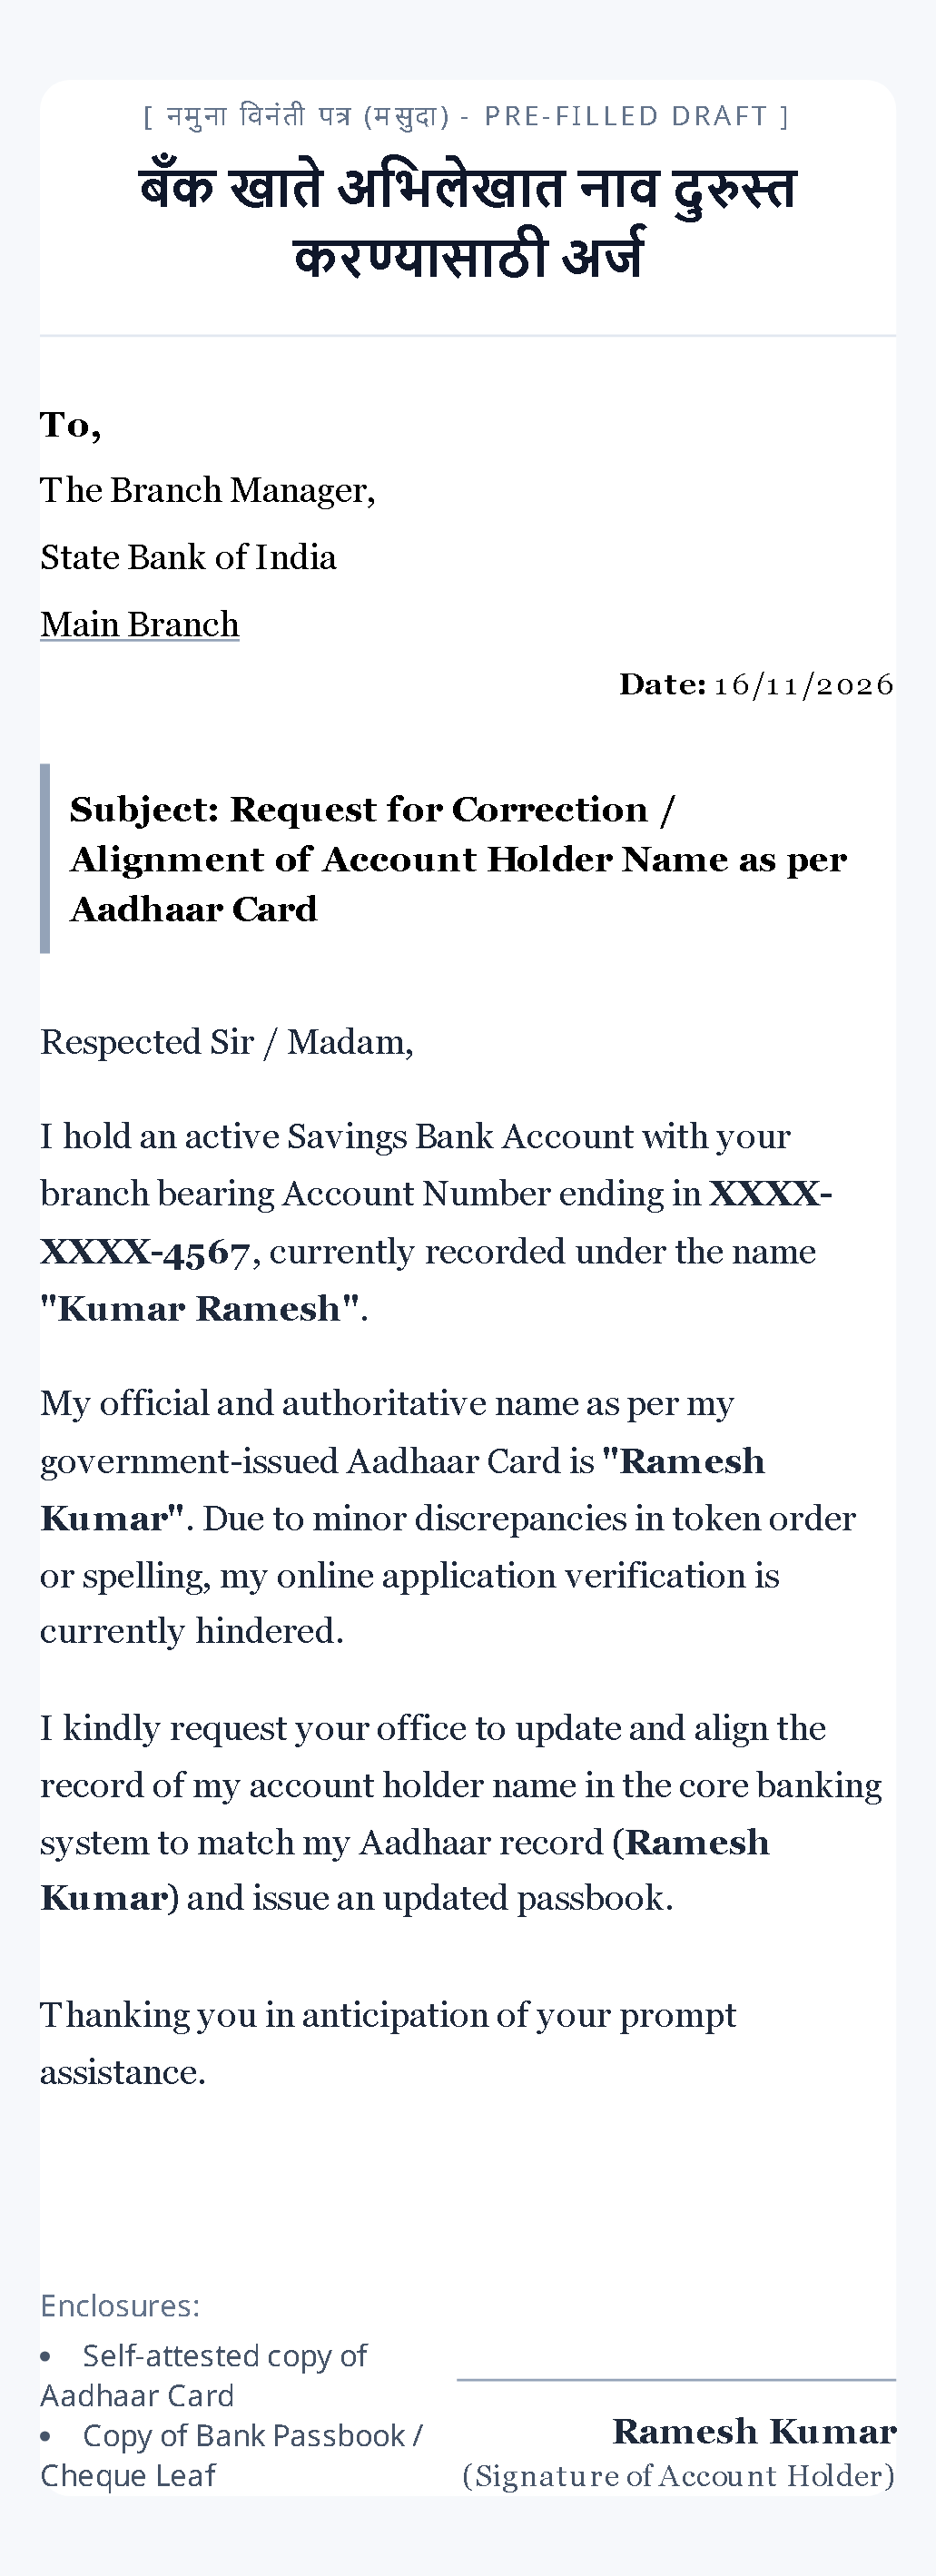 [ नमुना विनंती पत्र (मसुदा) - PRE-FILLED DRAFT ]
बँक खाते अभिलेखात नाव दुरुस्त
करण्यासाठी अर्ज
To,
The Branch Manager,
State Bank of India
Main Branch
Date: 16/11/2026
Subject: Request for Correction /
Alignment of Account Holder Name as per
Aadhaar Card
Respected Sir / Madam,
I hold an active Savings Bank Account with your
branch bearing Account Number ending in XXXX-
XXXX-4567, currently recorded under the name
"Kumar Ramesh".
My official and authoritative name as per my
government-issued Aadhaar Card is "Ramesh
Kumar". Due to minor discrepancies in token order
or spelling, my online application verification is
currently hindered.
I kindly request your office to update and align the
record of my account holder name in the core banking
system to match my Aadhaar record (Ramesh
Kumar) and issue an updated passbook.
Thanking you in anticipation of your prompt
assistance.
Enclosures:
• Self-attested copy of
Aadhaar Card
• Copy of Bank Passbook /
Cheque Leaf
Ramesh Kumar
(Signature of Account Holder)